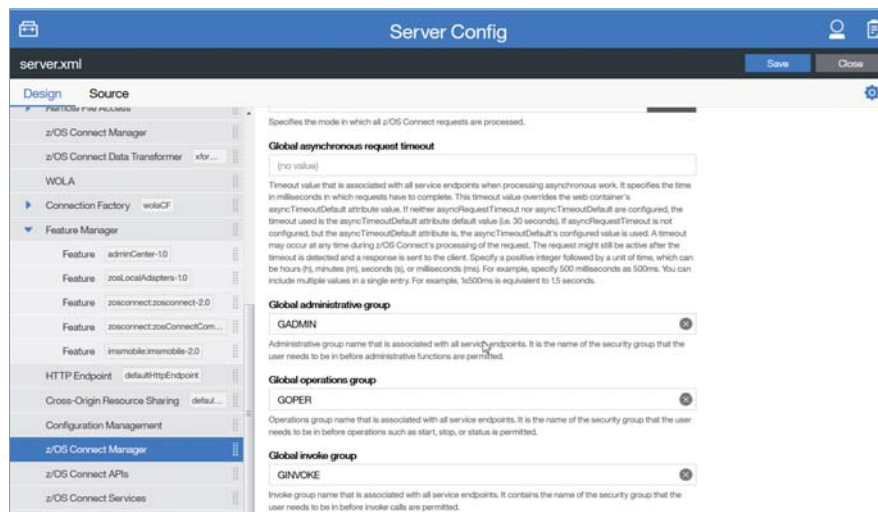 Server Config
server.xml
Save
Close
Design
Source
Remote File Access
z/OS Connect Manager
z/OS Connect Data Transformer xfor...
WOLA
Connection Factory wolaCF
Feature Manager
Feature adminCenter-1.0
Feature zosLocalAdapters-1.0
Feature zosconnect:zosconnect-2.0
Feature zosconnect:zosConnectCom...
Feature imsmobile:imsmobile-2.0
HTTP Endpoint defaultHttpEndpoint
Cross-Origin Resource Sharing defaul...
Configuration Management
z/OS Connect Manager
z/OS Connect APIs
z/OS Connect Services
Specifies the mode in which all z/OS Connect requests are processed.
Global asynchronous request timeout
(no value)
Timeout value that is associated with all service endpoints when processing asynchronous work. It specifies the time
in milliseconds in which requests have to complete. This timeout value overrides the web container's
asyncTimeoutDefault attribute value. If neither asyncRequestTimeout nor asyncTimeoutDefault are configured, the
timeout used is the asyncTimeoutDefault attribute default value (i.e. 30 seconds). If asyncRequestTimeout is not
configured, but the asyncTimeoutDefault attribute is, the asyncTimeoutDefault's configured value is used. A timeout
may occur at any time during z/OS Connect's processing of the request. The request might still be active after the
timeout is detected and a response is sent to the client. Specify a positive integer followed by a unit of time, which can
be hours (h), minutes (m), seconds (s), or milliseconds (ms). For example, specify 500 milliseconds as 500ms. You can
include multiple values in a single entry. For example, 1s500ms is equivalent to 1.5 seconds.
Global administrative group
GADMIN
Administrative group name that is associated with all service endpoints. It is the name of the security group that the
user needs to be in before administrative functions are permitted.
Global operations group
GOPER
Operations group name that is associated with all service endpoints. It is the name of the security group that the user
needs to be in before operations such as start, stop, or status is permitted.
Global invoke group
GINVOKE
Invoke group name that is associated with all service endpoints. It contains the name of the security group that the
user needs to be in before invoke calls are permitted.